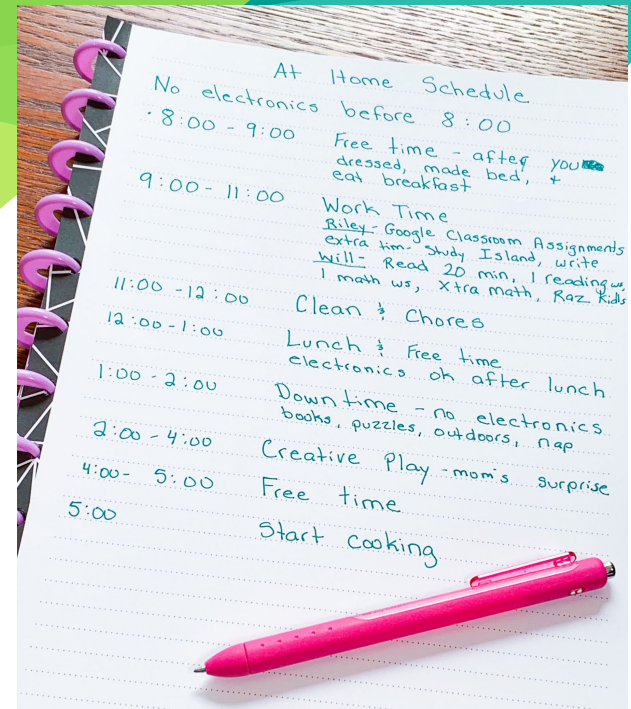 At Home Schedule
No electronics before 8:00
·8:00 - 9:00 Free time - after you
dressed, made bed, +
eat breakfast
9:00 - 11:00 Work Time
Riley - Google Classroom Assignments
extra tim- Study Island, write
Will - Read 20 min, 1 reading ws,
1 math ws, Xtra math, Raz Kids
11:00 - 12:00 Clean & Chores
12:00 - 1:00 Lunch & Free time
electronics ok after lunch
1:00 - 2:00 Down time - no electronics
books, puzzles, outdoors, nap
2:00 - 4:00 Creative Play - mom's surprise
4:00 - 5:00 Free time
5:00 Start cooking